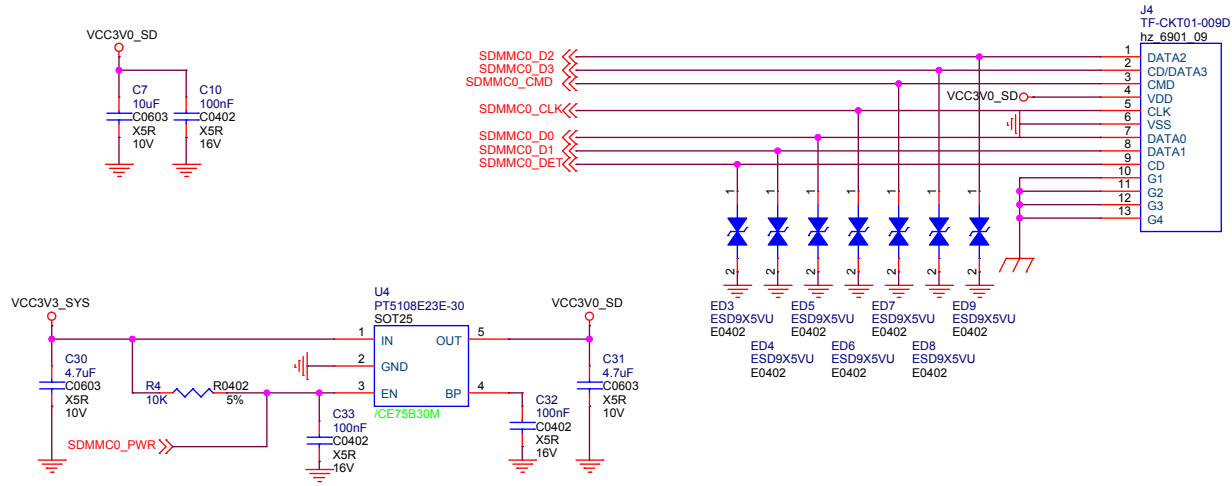 VCC3V0_SD
C7
10uF
C0603
X5R
10V
C10
100nF
C0402
X5R
16V
SDMMC0_D2
SDMMC0_D3
SDMMC0_CMD
SDMMC0_CLK
SDMMC0_D0
SDMMC0_D1
SDMMC0_DET
VCC3V0_SD
J4
TF-CKT01-009D
hz_6901_09
1 DATA2
2 CD/DATA3
3 CMD
4 VDD
5 CLK
6 VSS
7 DATA0
8 DATA1
9 CD
10 G1
11 G2
12 G3
13 G4
1 1 1 1 1 1 1
2 2 2 2 2 2 2
ED3
ESD9X5VU
E0402
ED4
ESD9X5VU
E0402
ED5
ESD9X5VU
E0402
ED6
ESD9X5VU
E0402
ED7
ESD9X5VU
E0402
ED8
ESD9X5VU
E0402
ED9
ESD9X5VU
E0402
VCC3V3_SYS
C30
4.7uF
C0603
X5R
10V
R4
10K
R0402
5%
SDMMC0_PWR
C33
100nF
C0402
X5R
16V
U4
PT5108E23E-30
SOT25
1 IN
2 GND
3 EN
OUT 5
BP 4
/CE75B30M
C32
100nF
C0402
X5R
16V
VCC3V0_SD
C31
4.7uF
C0603
X5R
10V